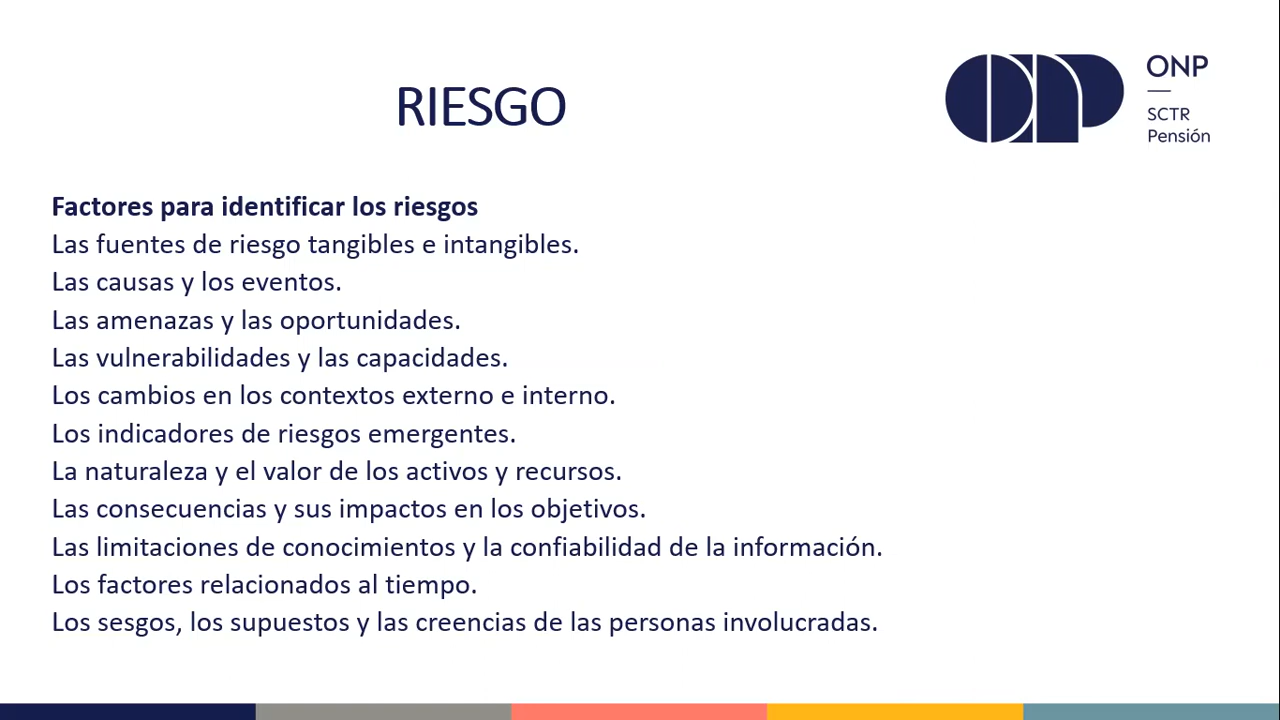 RIESGO
ONP
SCTR
Pensión
Factores para identificar los riesgos
Las fuentes de riesgo tangibles e intangibles.
Las causas y los eventos.
Las amenazas y las oportunidades.
Las vulnerabilidades y las capacidades.
Los cambios en los contextos externo e interno.
Los indicadores de riesgos emergentes.
La naturaleza y el valor de los activos y recursos.
Las consecuencias y sus impactos en los objetivos.
Las limitaciones de conocimientos y la confiabilidad de la información.
Los factores relacionados al tiempo.
Los sesgos, los supuestos y las creencias de las personas involucradas.